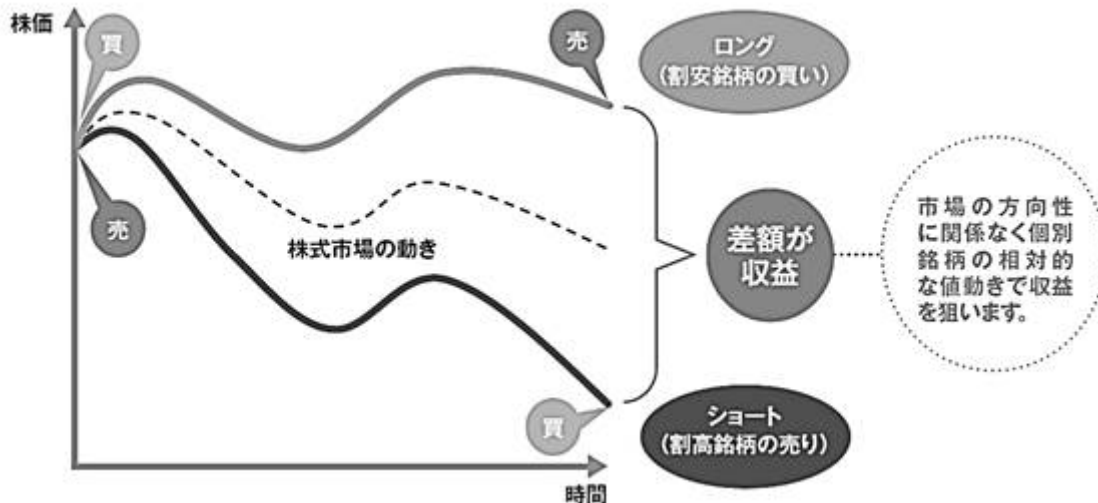 株価
買
売
ロング
(割安銘柄の買い)
売
株式市場の動き
差額が
収益
市場の方向性
に関係なく個別
銘柄の相対的
な値動きで収益
を狙います。
買
ショート
(割高銘柄の売り)
時間